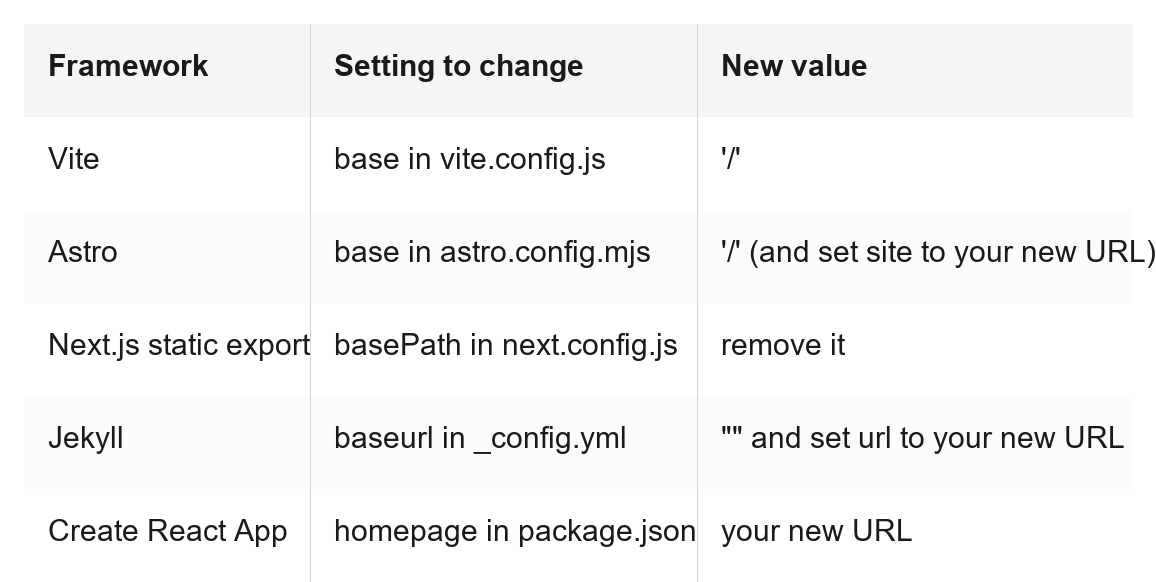 Framework Setting to change New value
Vite base in vite.config.js '/'
Astro base in astro.config.mjs '/' (and set site to your new URL)
Next.js static export basePath in next.config.js remove it
Jekyll baseurl in _config.yml "" and set url to your new URL
Create React App homepage in package.json your new URL